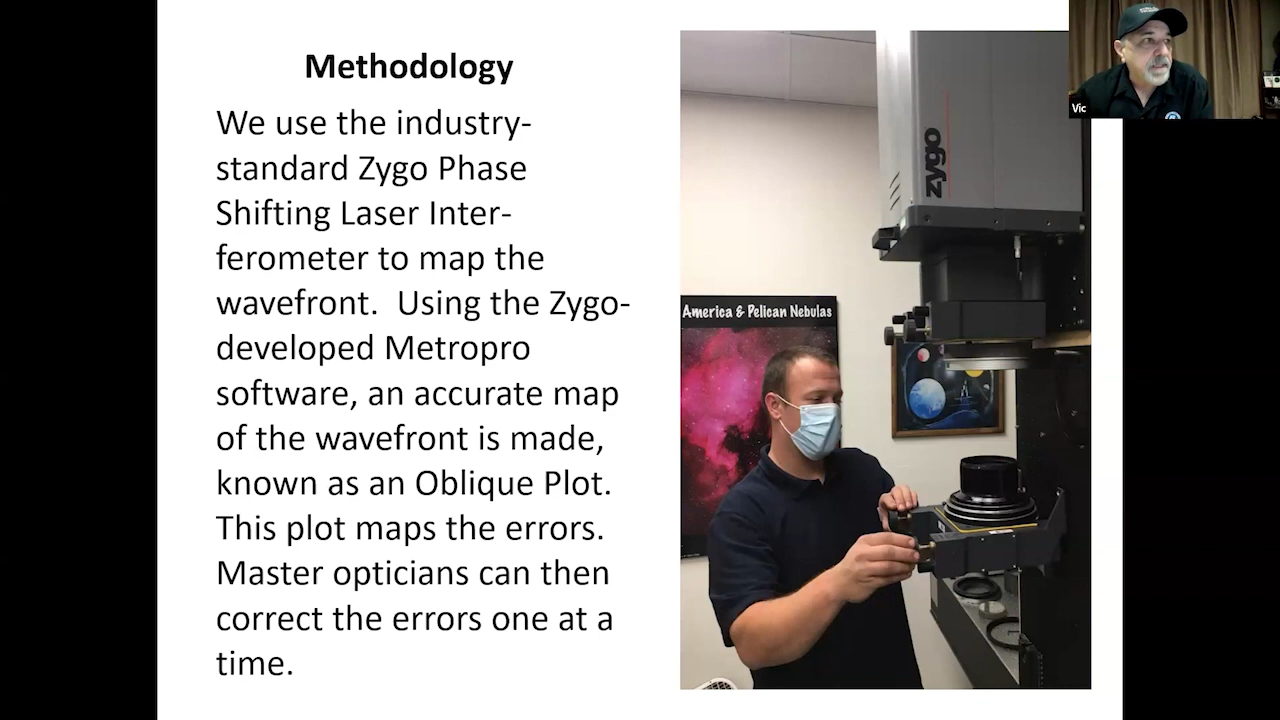 Methodology
We use the industry-
standard Zygo Phase
Shifting Laser Inter-
ferometer to map the
wavefront.  Using the Zygo-
developed Metropro
software, an accurate map
of the wavefront is made,
known as an Oblique Plot.
This plot maps the errors.
Master opticians can then
correct the errors one at a
time.
zygo
America & Pelican Nebulas
Vic